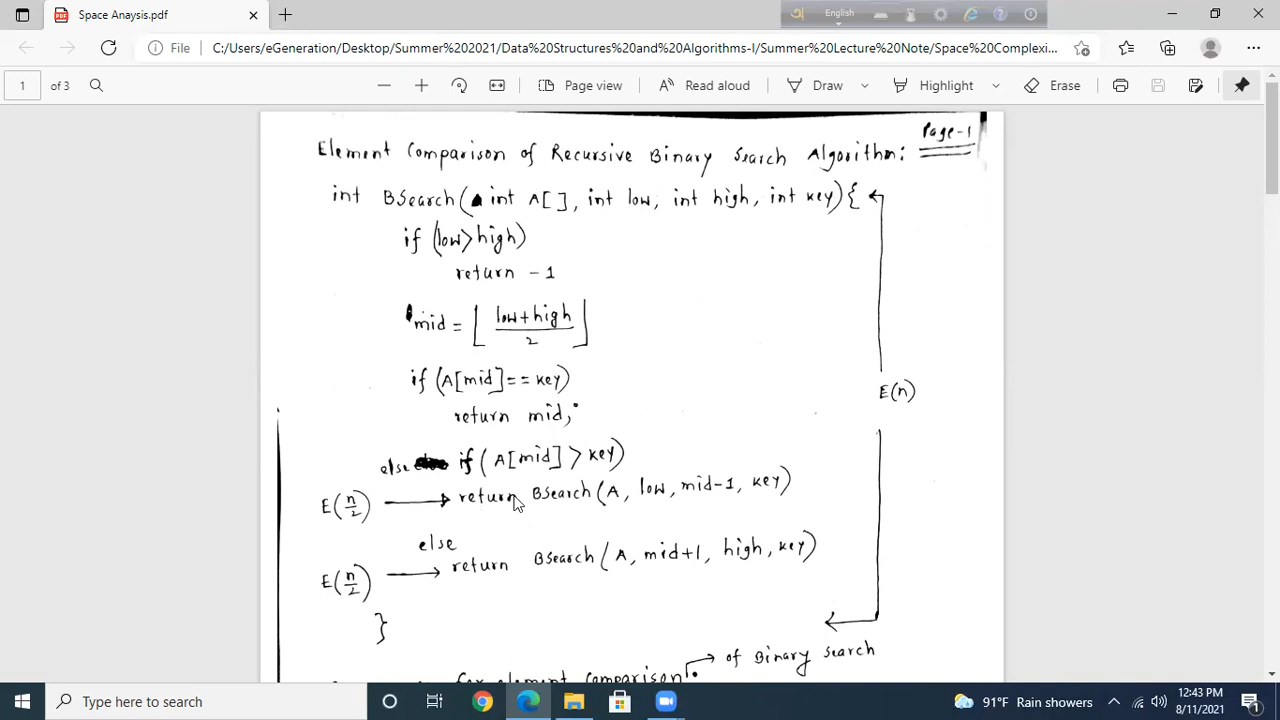 Space Anaysis.pdf
English
File C:/Users/eGeneration/Desktop/Summer%202021/Data%20Structures%20and%20Algorithms-I/Summer%20Lecture%20Note/Space%20Complexi...
1 of 3 Page view Read aloud Draw Highlight Erase
Page-1
Element Comparison of Recursive Binary Search Algorithm:
int BSearch(int A[], int low, int high, int key){
if (low>high)
return -1
mid = ⌊ low+high / 2 ⌋
if (A[mid]==key)
E(n)
return mid;
else if (A[mid] > key)
E(n/2) → return BSearch(A, low, mid-1, key)
else
E(n/2) → return BSearch(A, mid+1, high, key)
}
of Binary search
for element comparison
Type here to search
91°F Rain showers
12:43 PM
8/11/2021